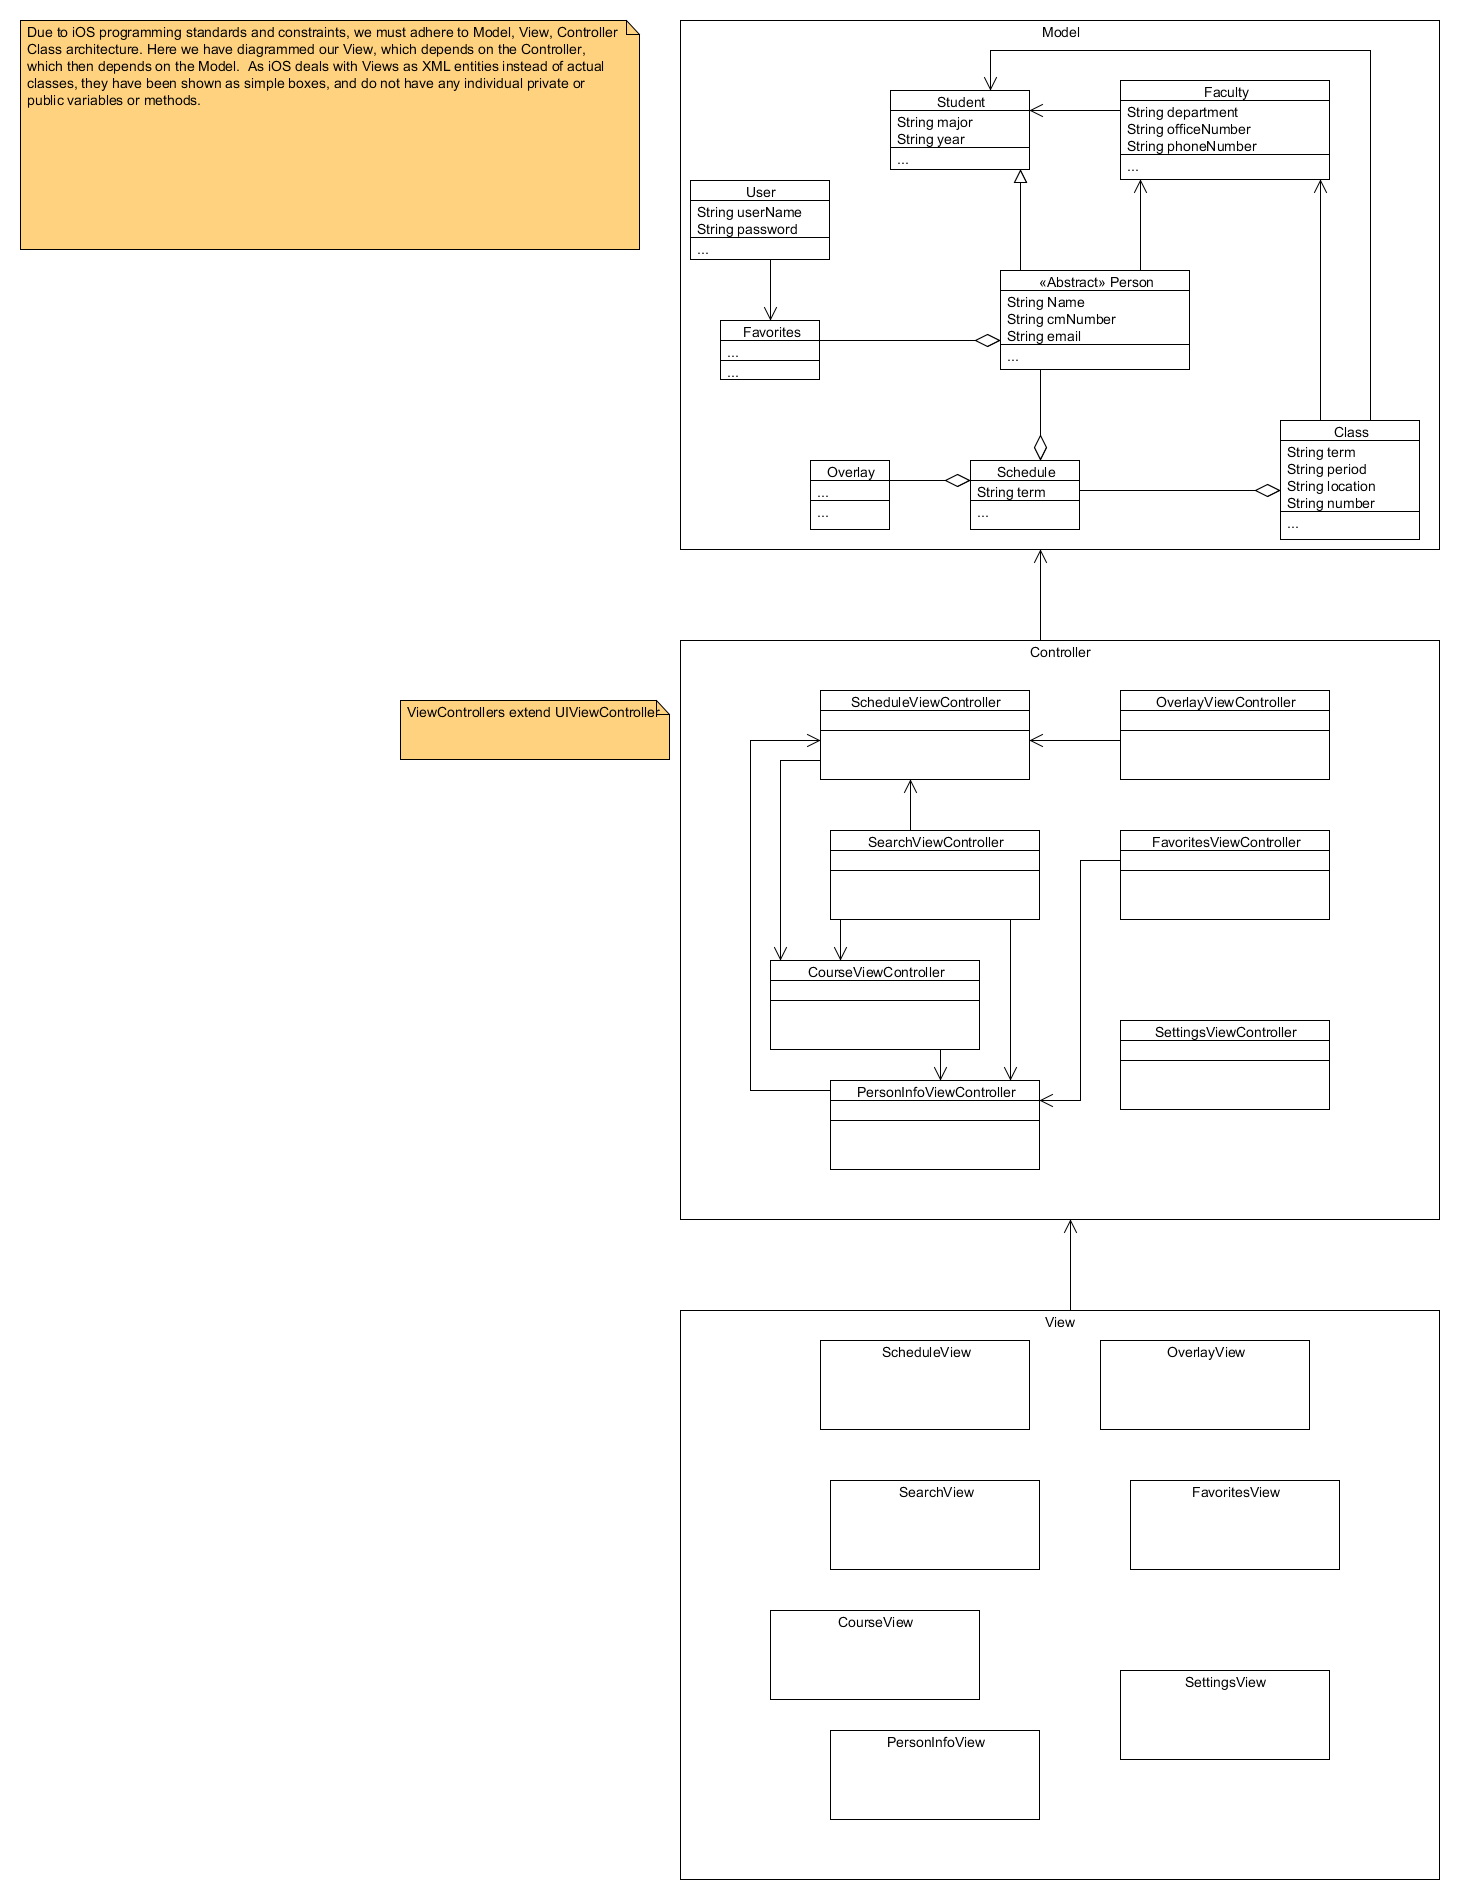 Due to iOS programming standards and constraints, we must adhere to Model, View, Controller
Class architecture. Here we have diagrammed our View, which depends on the Controller,
which then depends on the Model.  As iOS deals with Views as XML entities instead of actual
classes, they have been shown as simple boxes, and do not have any individual private or
public variables or methods.
Model
Student
String major
String year
...
Faculty
String department
String officeNumber
String phoneNumber
...
User
String userName
String password
...
Favorites
...
...
«Abstract» Person
String Name
String cmNumber
String email
...
Overlay
...
...
Schedule
String term
...
Class
String term
String period
String location
String number
...
ViewControllers extend UIViewController
Controller
ScheduleViewController
OverlayViewController
SearchViewController
FavoritesViewController
CourseViewController
SettingsViewController
PersonInfoViewController
View
ScheduleView
OverlayView
SearchView
FavoritesView
CourseView
SettingsView
PersonInfoView